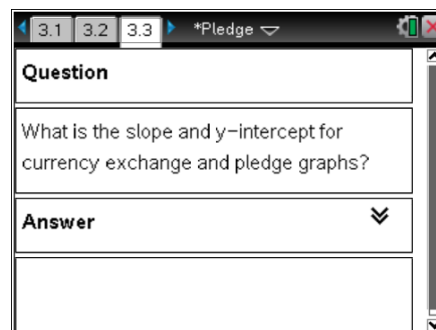 3.1 3.2 3.3 *Pledge
Question
What is the slope and y-intercept for
currency exchange and pledge graphs?
Answer